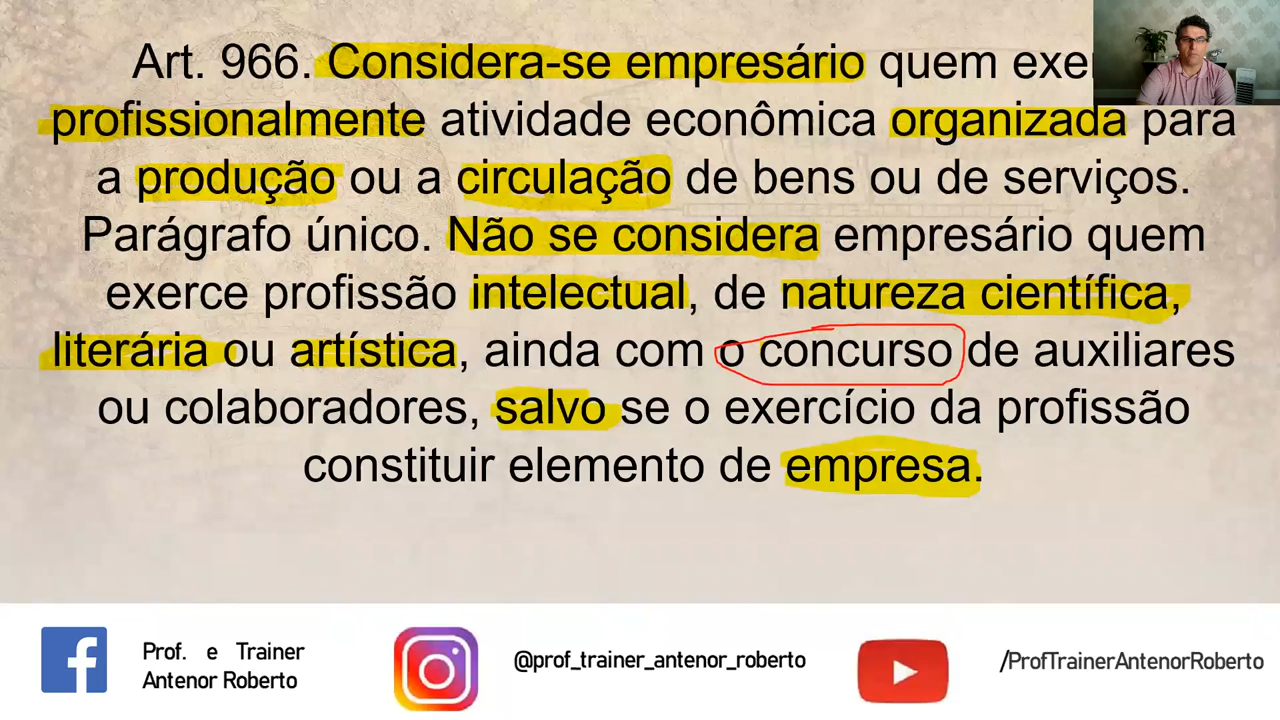 Art. 966. Considera-se empresário quem
profissionalmente atividade econômica organizada para
a produção ou a circulação de bens ou de serviços.
Parágrafo único. Não se considera empresário quem
exerce profissão intelectual, de natureza científica,
literária ou artística, ainda com o concurso de auxiliares
ou colaboradores, salvo se o exercício da profissão
constituir elemento de empresa.
Prof. e Trainer
Antenor Roberto
@prof_trainer_antenor_roberto
/ProfTrainerAntenorRoberto